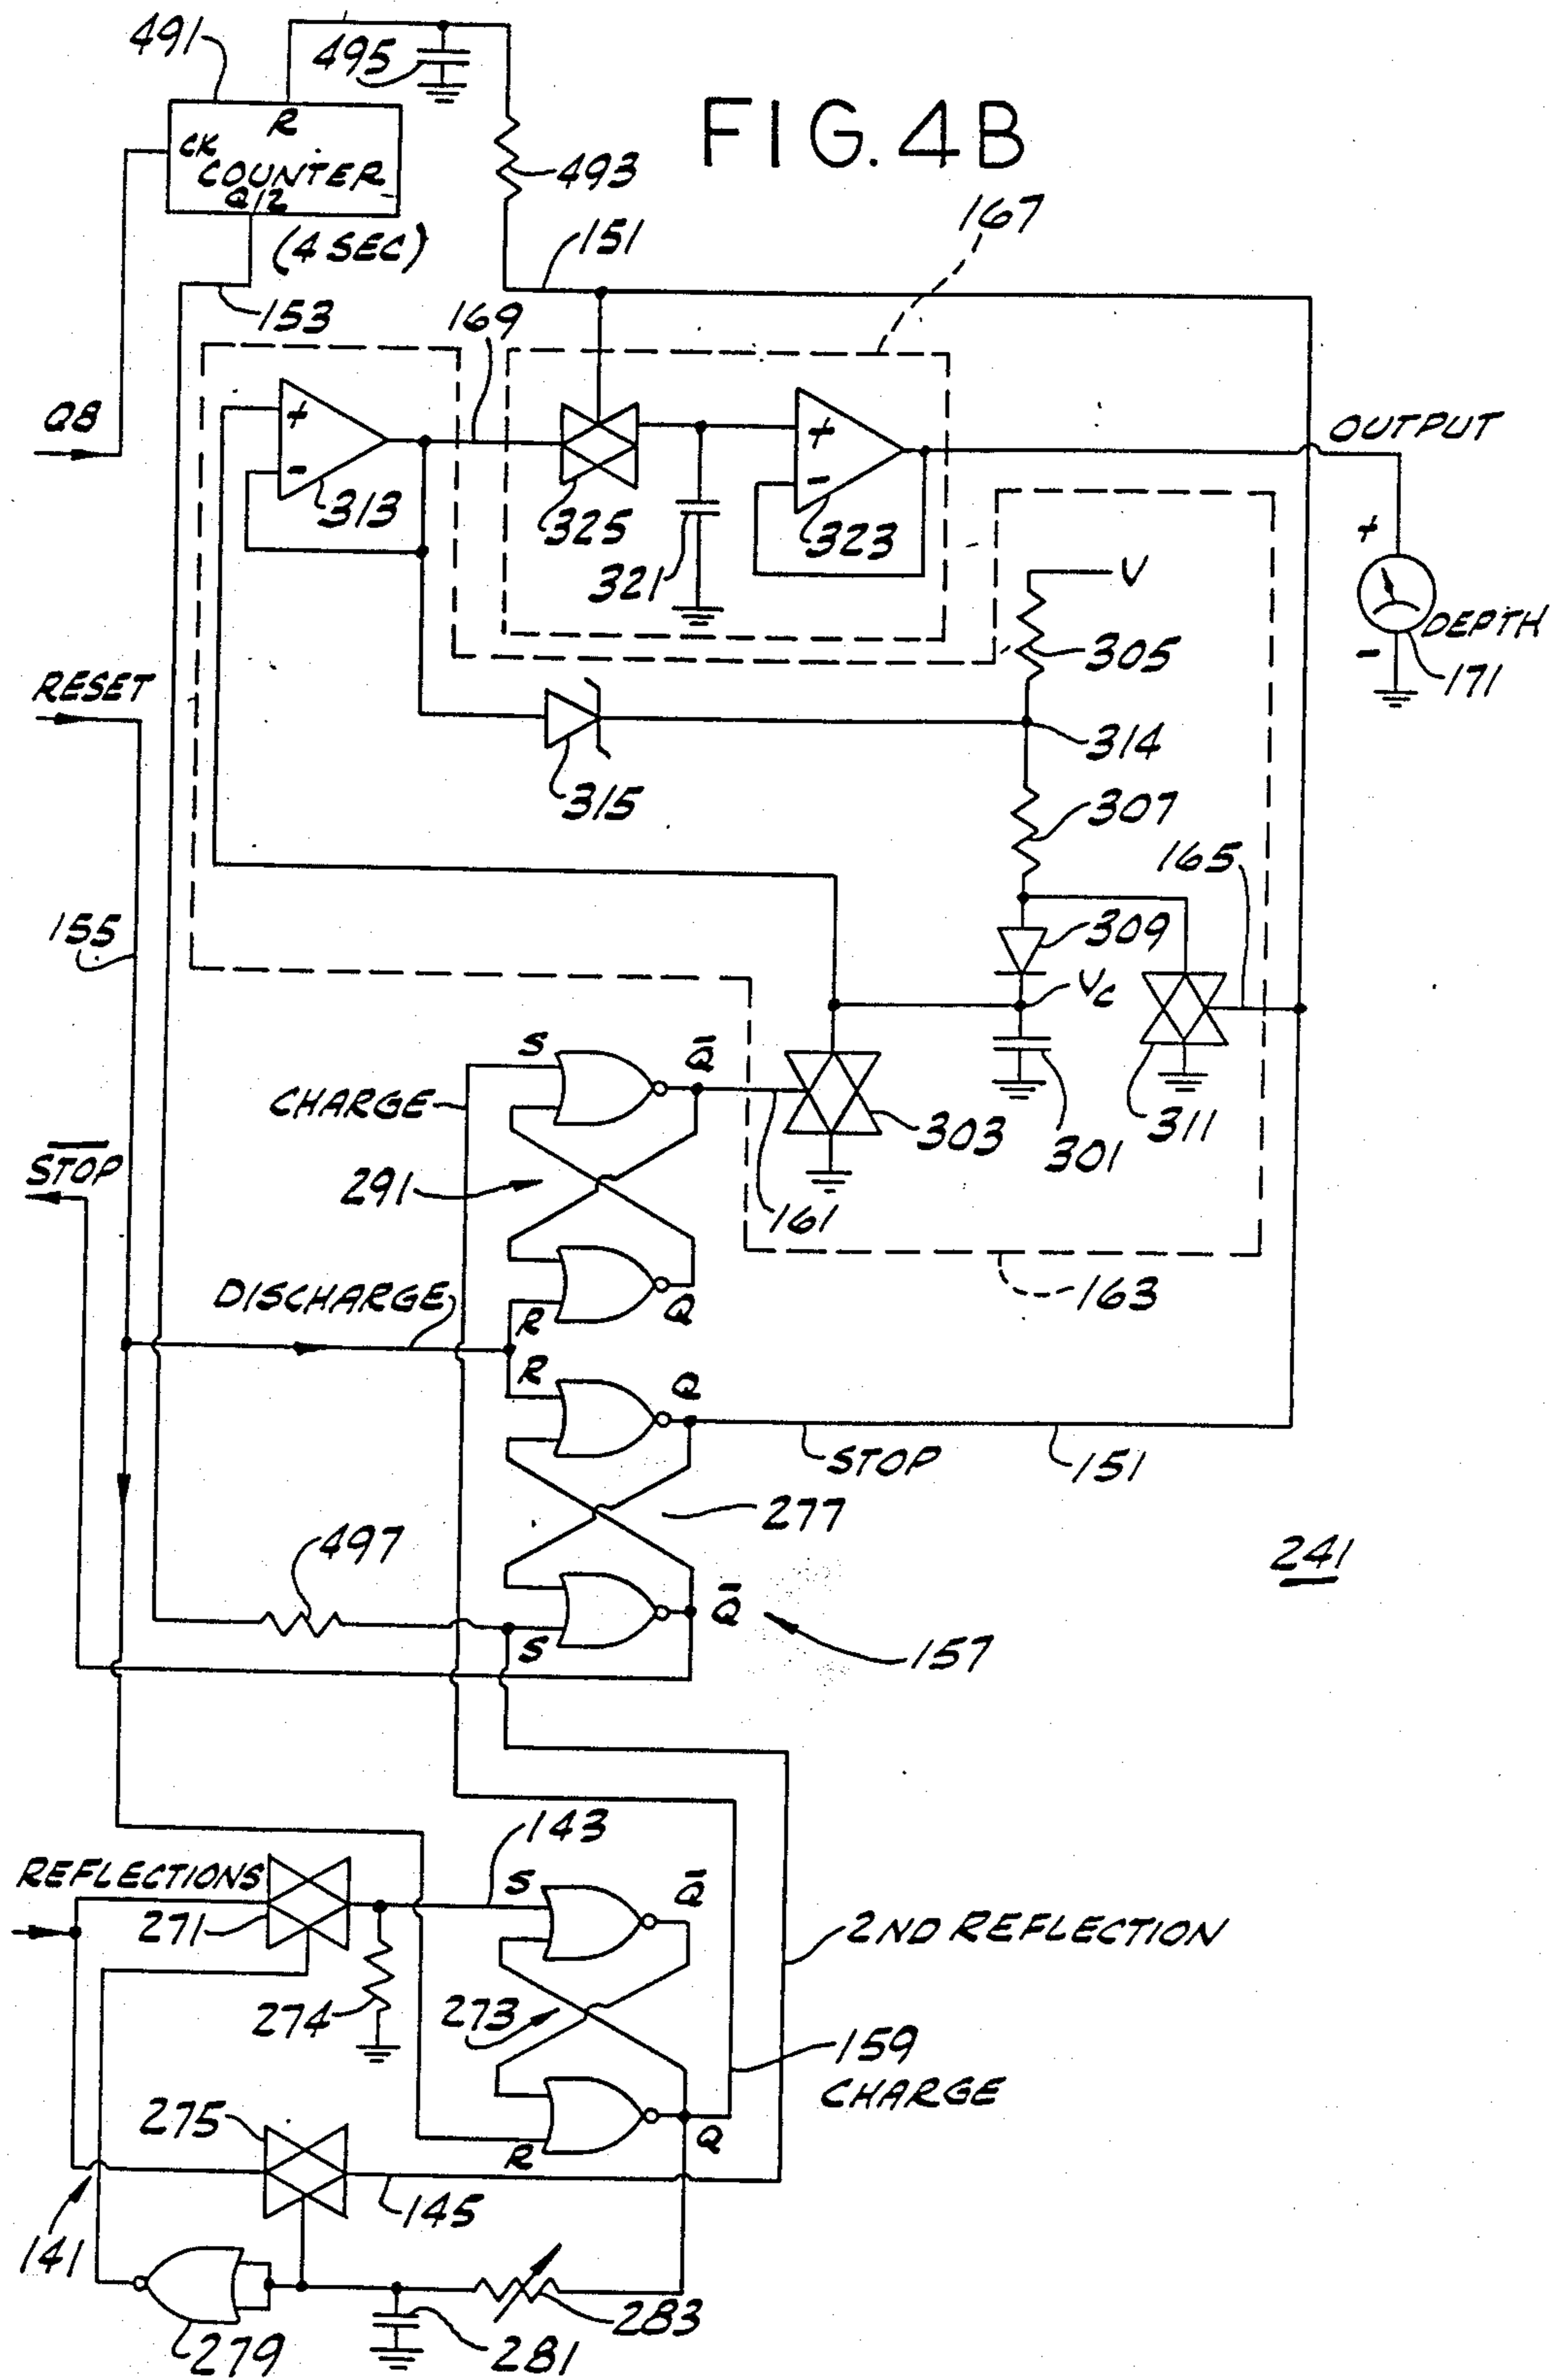 491
495
FIG. 4B
R
CK
COUNTER
Q12
(4 SEC)
493
167
151
153
169
Q8
+
-
313
325
321
+
-
323
OUTPUT
V
305
+
DEPTH
-
171
RESET
314
315
307
165
155
309
VC
S
Q̅
CHARGE
303
301
311
S̅T̅O̅P̅
291
161
DISCHARGE
R
Q
163
R
Q
STOP
151
277
497
241
Q̅
S
157
143
REFLECTIONS
S
Q̅
271
2ND REFLECTION
274
273
159
CHARGE
275
R
Q
145
141
283
279
281